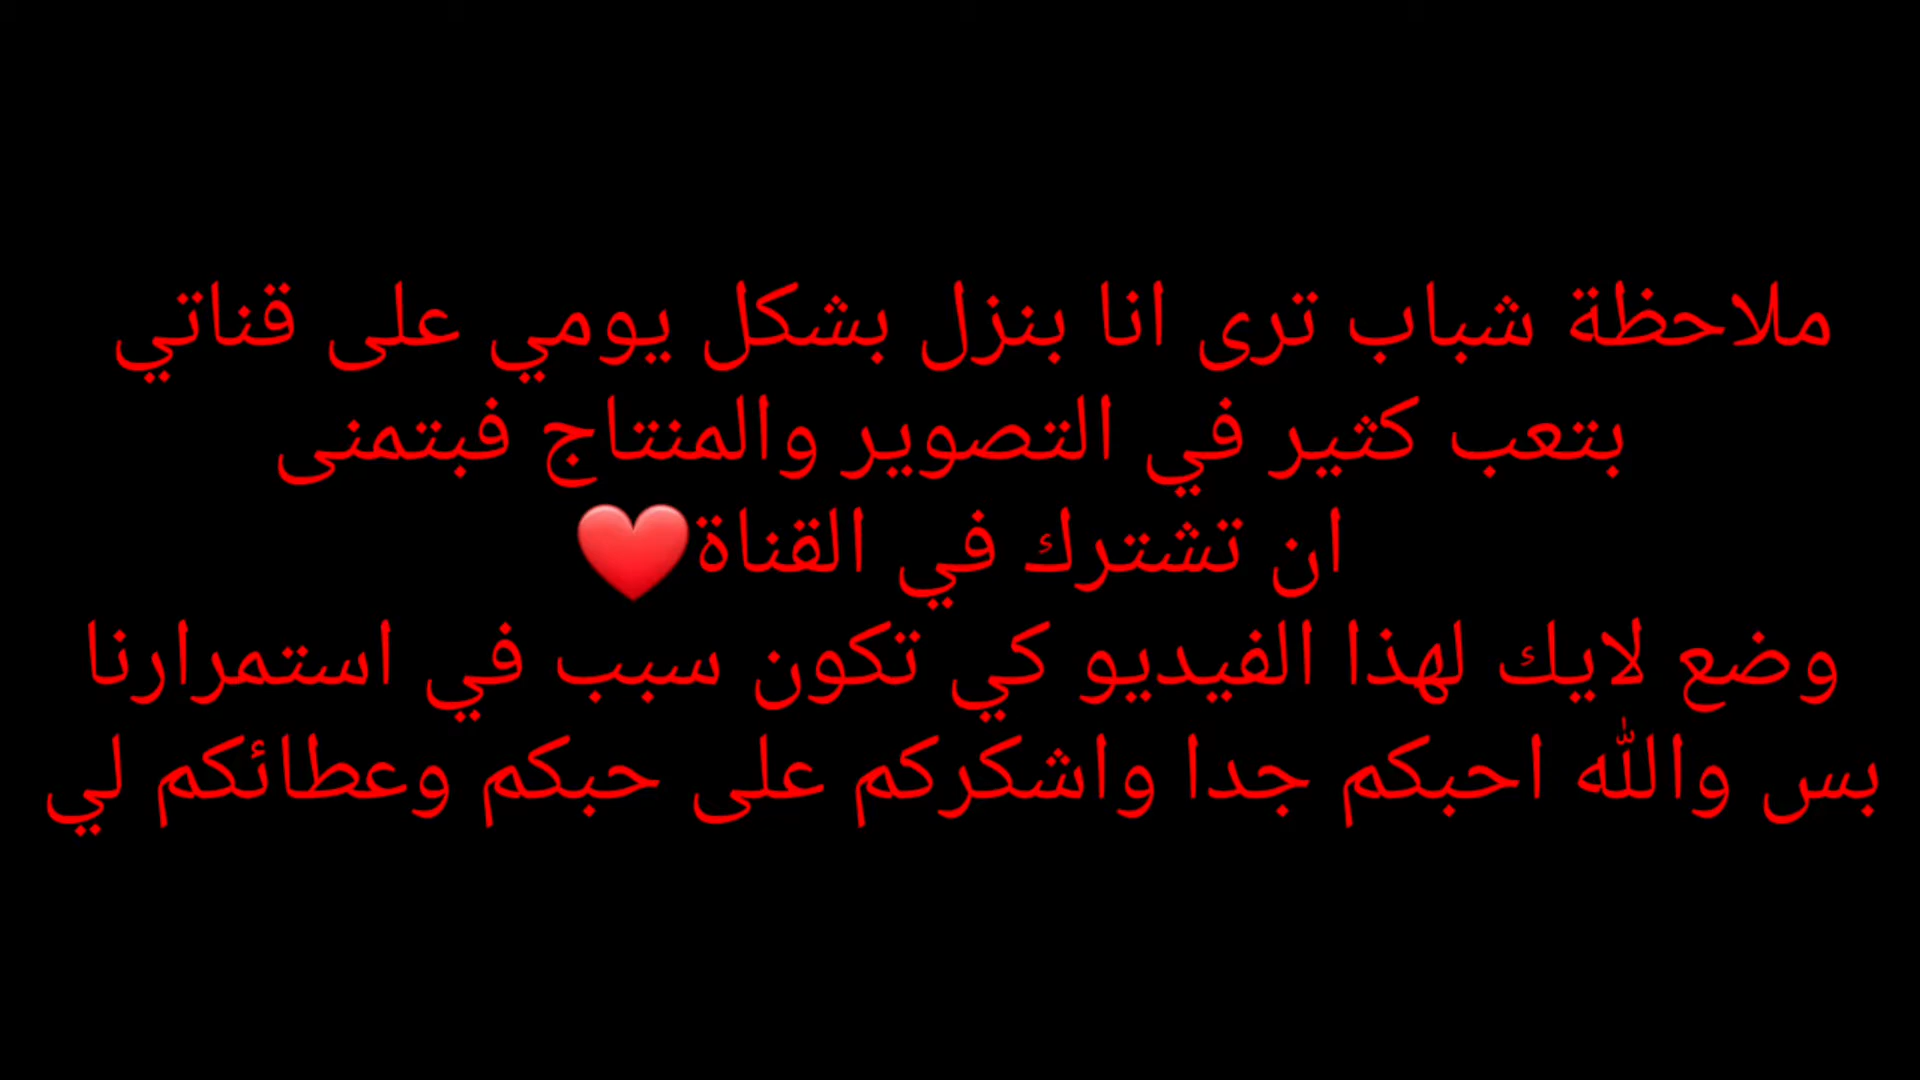 ملاحظة شباب ترى انا بنزل بشكل يومي على قناتي
بتعب كثير في التصوير والمنتاج فبتمنى
ان تشترك في القناة❤️
وضع لايك لهذا الفيديو كي تكون سبب في استمرارنا
بس والله احبكم جدا واشكركم على حبكم وعطائكم لي